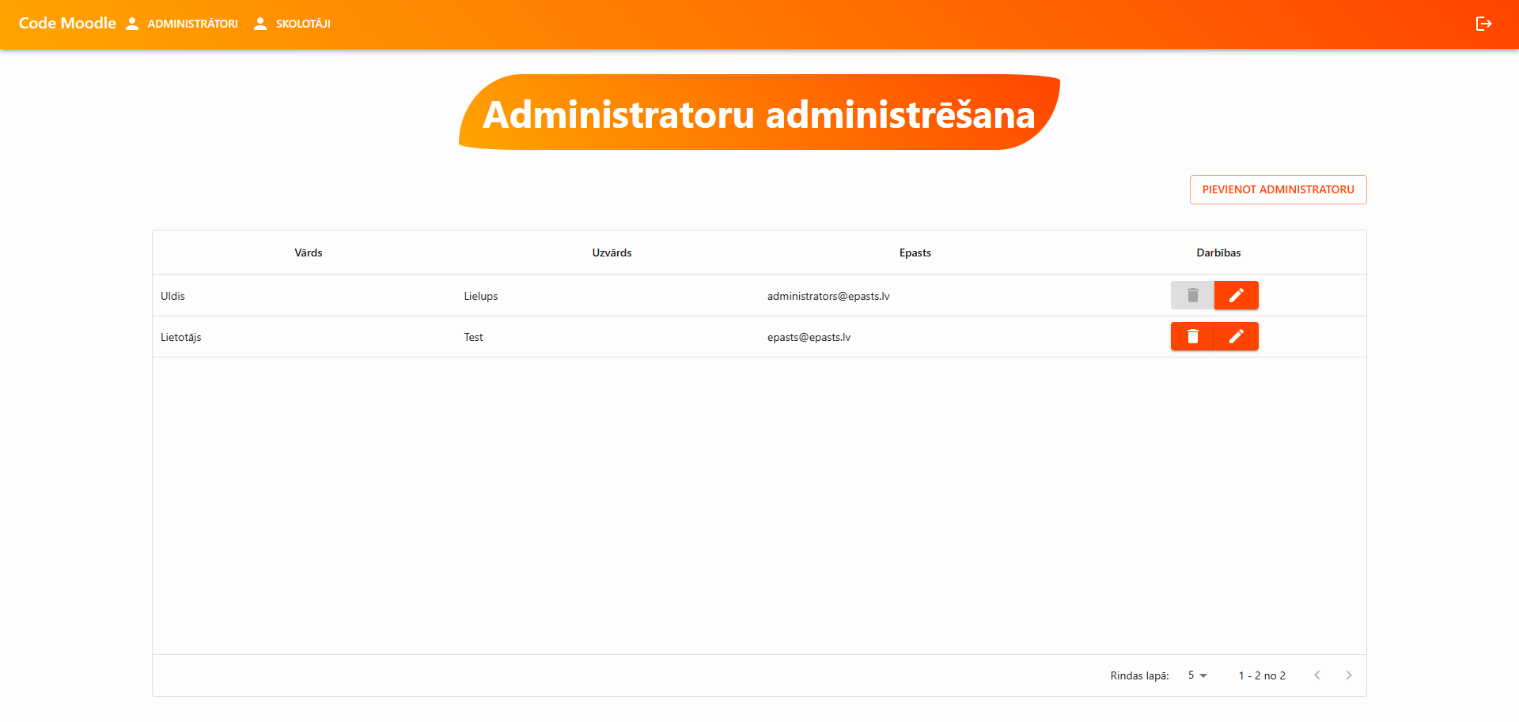 Code Moodle ADMINISTRĀTORI SKOLOTĀJI
Administratoru administrēšana
PIEVIENOT ADMINISTRATORU
Vārds Uzvārds Epasts Darbības
Uldis Lielups administrators@epasts.lv
Lietotājs Test epasts@epasts.lv
Rindas lapā: 5 1 - 2 no 2